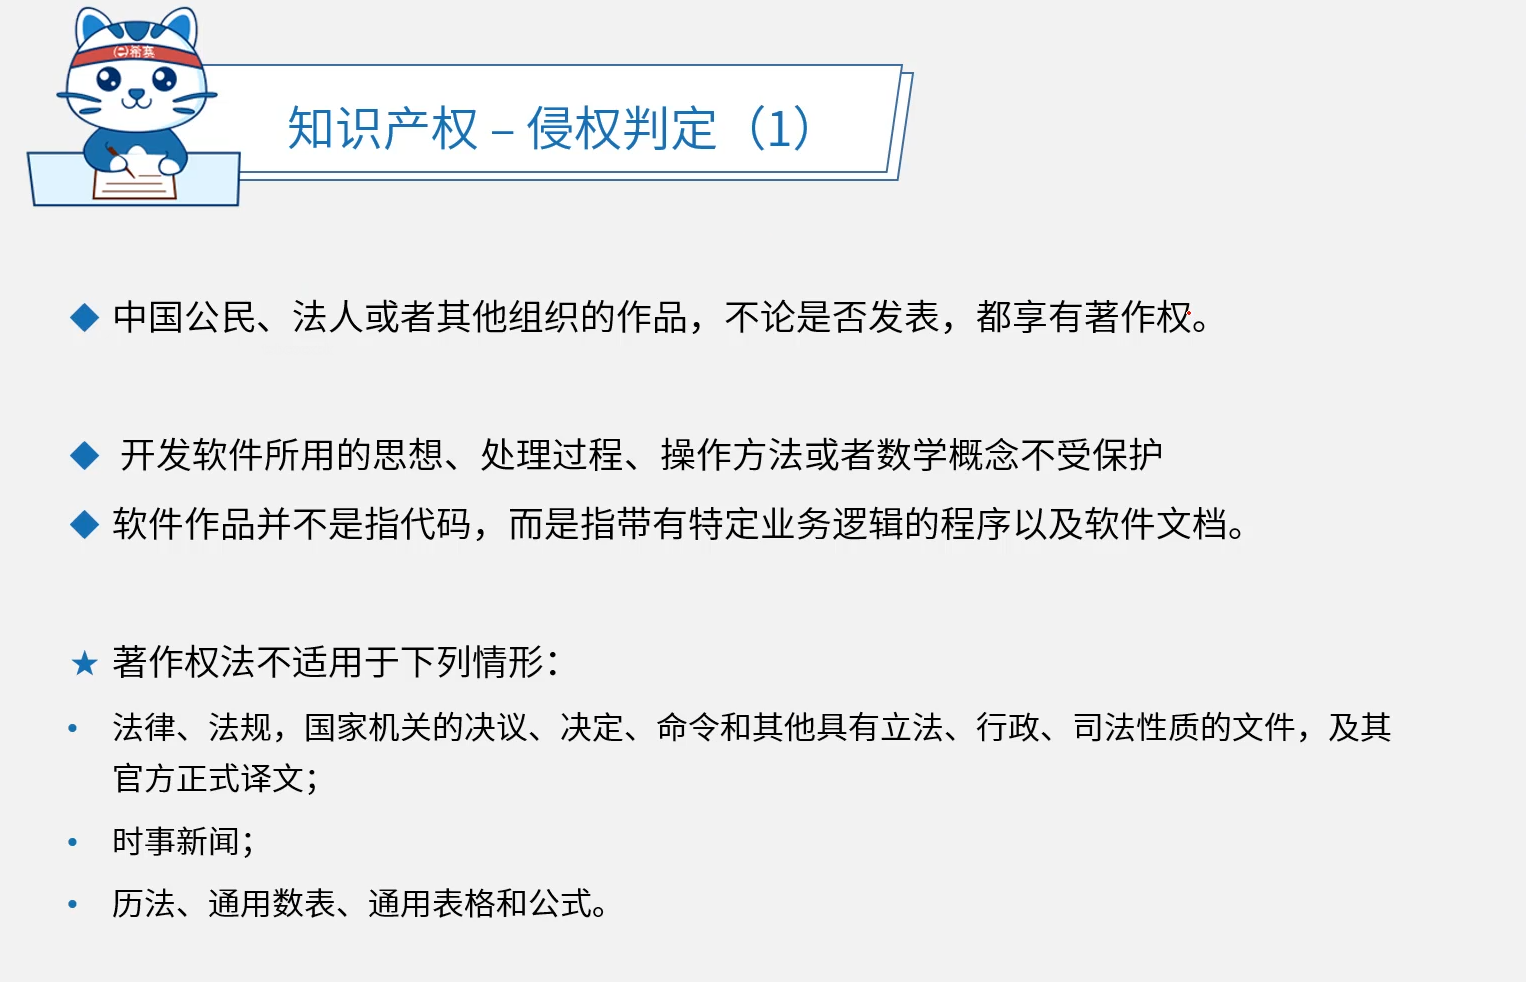 希赛
知识产权 – 侵权判定（1）
中国公民、法人或者其他组织的作品，不论是否发表，都享有著作权。
开发软件所用的思想、处理过程、操作方法或者数学概念不受保护
软件作品并不是指代码，而是指带有特定业务逻辑的程序以及软件文档。
著作权法不适用于下列情形：
法律、法规，国家机关的决议、决定、命令和其他具有立法、行政、司法性质的文件，及其
官方正式译文；
时事新闻；
历法、通用数表、通用表格和公式。